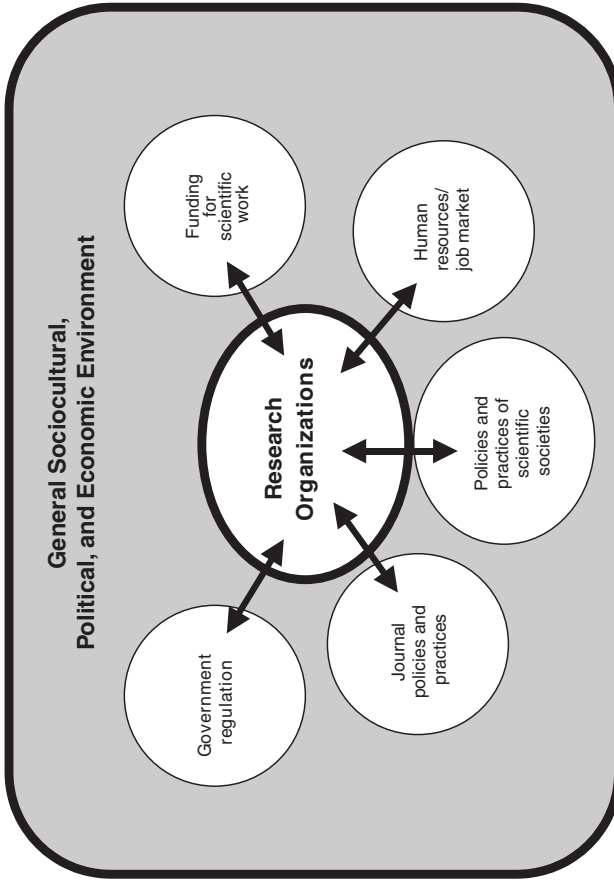 General Sociocultural,
Political, and Economic Environment
Government
regulation
Funding
for
scientific
work
Research
Organizations
Journal
policies and
practices
Policies and
practices of
scientific
societies
Human
resources/
job market